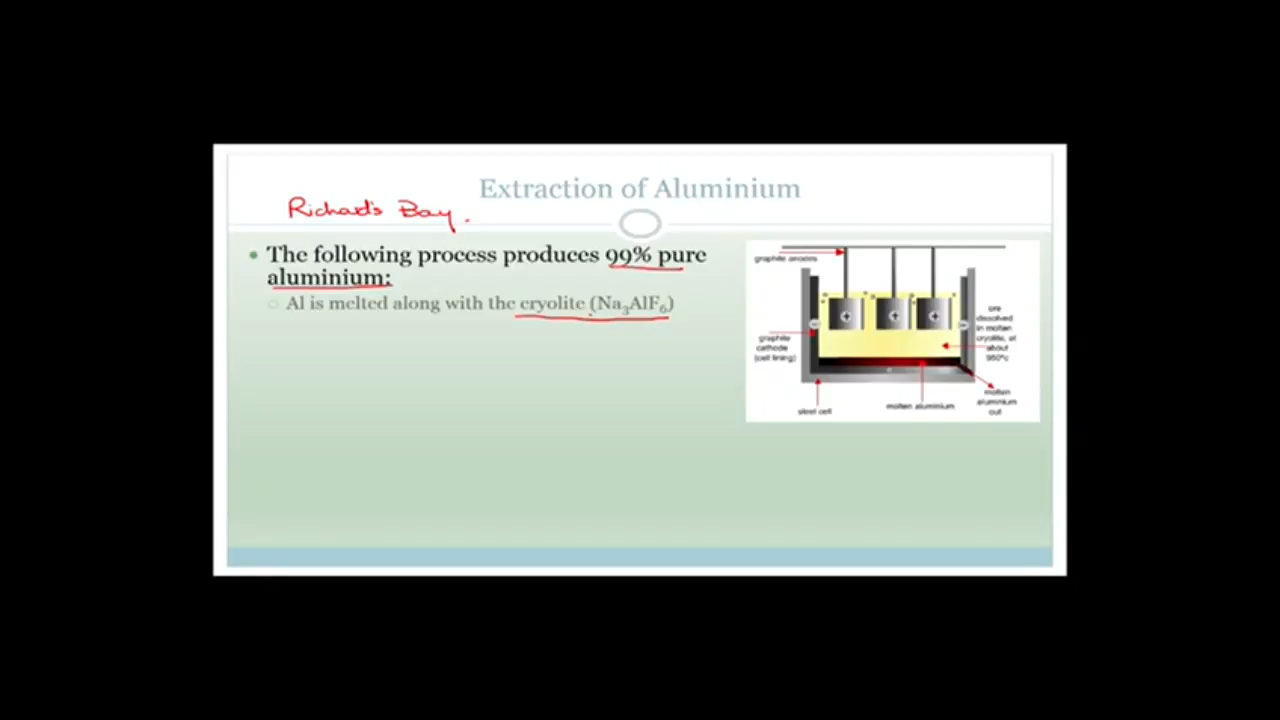 Extraction of Aluminium
Richard's Bay.
The following process produces 99% pure
aluminium:
Al is melted along with the cryolite (Na₃AlF₆)
graphite anodes
graphite
cathode
(cell lining)
steel cell
molten aluminium
ore
dissolved
in molten
cryolite, at
about
950°c
molten
aluminium
out